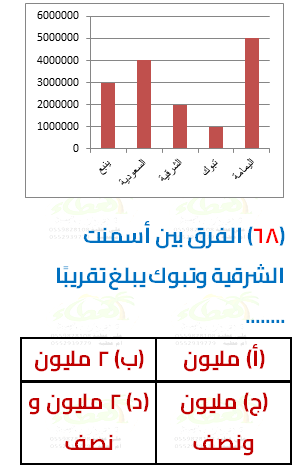 6000000
5000000
4000000
3000000
2000000
1000000
0
ينبع
السعودية
الشرقية
تبوك
اليمامة
(٦٨) الفرق بين أسمنت
الشرقية وتبوك يبلغ تقريبًا
........
(أ) مليون
(ب) ٢ مليون
(ج) مليون
ونصف
(د) ٢ مليون و
نصف